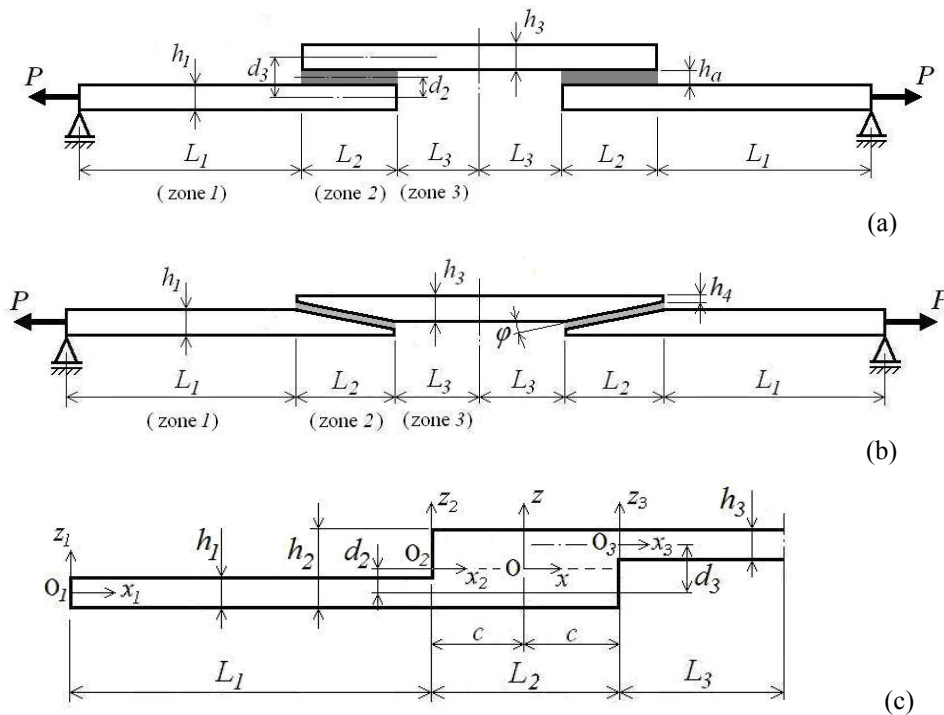 h₃
h₁ d₃ hₐ
P d₂ P
L₁ L₂ L₃ L₃ L₂ L₁
(zone 1) (zone 2) (zone 3)
(a)
h₁ h₃ h₄
P φ P
L₁ L₂ L₃ L₃ L₂ L₁
(zone 1) (zone 2) (zone 3)
(b)
z₁ h₁ h₂ d₂ z₂ z z₃ h₃
O₂ O O₃ x₃
O₁ x₁ x₂ x d₃
c c
L₁ L₂ L₃
(c)